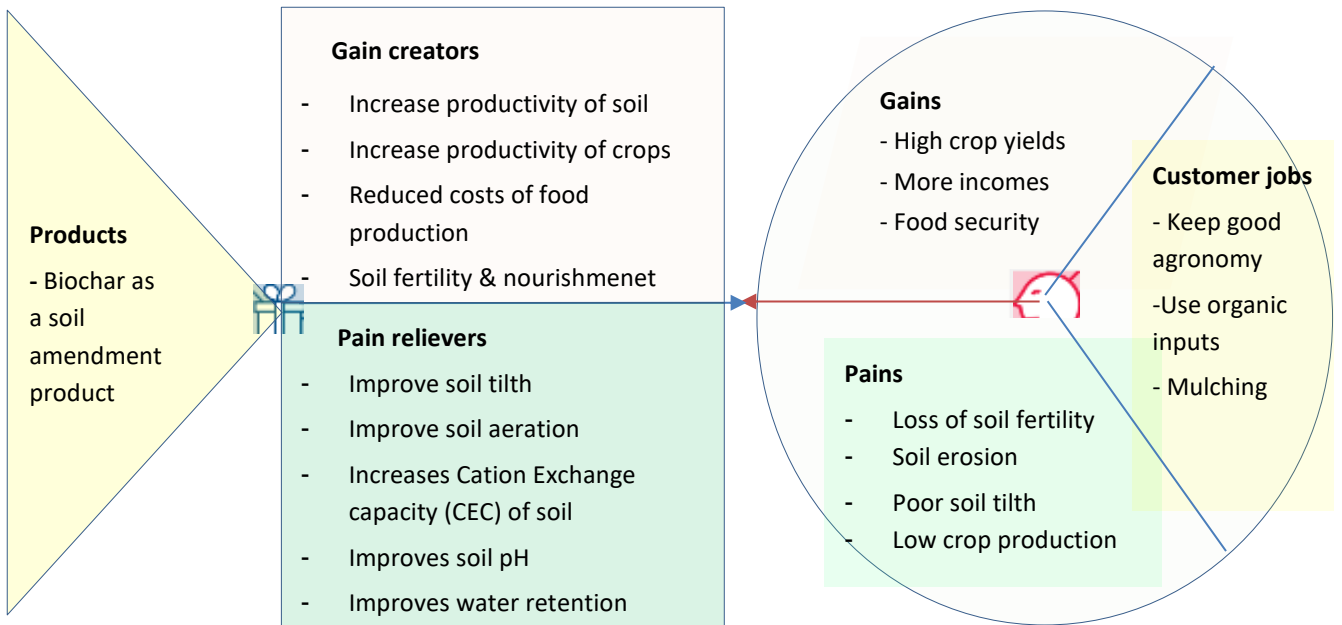 Products
- Biochar as
a soil
amendment
product
Gain creators
- Increase productivity of soil
- Increase productivity of crops
- Reduced costs of food
production
- Soil fertility & nourishmenet
Pain relievers
- Improve soil tilth
- Improve soil aeration
- Increases Cation Exchange
capacity (CEC) of soil
- Improves soil pH
- Improves water retention
Gains
- High crop yields
- More incomes
- Food security
Pains
- Loss of soil fertility
- Soil erosion
- Poor soil tilth
- Low crop production
Customer jobs
- Keep good
agronomy
-Use organic
inputs
- Mulching